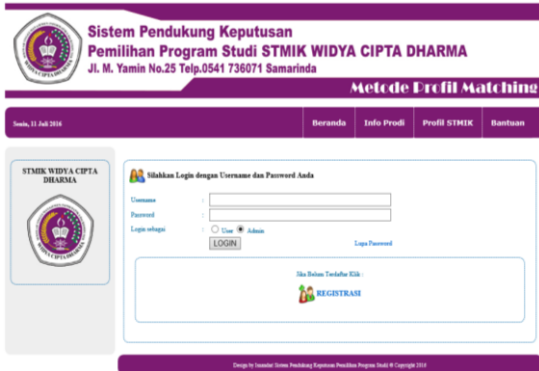 Sistem Pendukung Keputusan
Pemilihan Program Studi STMIK WIDYA CIPTA DHARMA
Jl. M. Yamin No.25 Telp.0541 736071 Samarinda
Metode Profil Matching
Senin, 11 Juli 2016
Beranda Info Prodi Profil STMIK Bantuan
STMIK WIDYA CIPTA
DHARMA
Silahkan Login dengan Username dan Password Anda
Username :
Password :
Login sebagai : User Admin
LOGIN Lupa Password
Jika Belum Terdaftar Klik :
REGISTRASI
Design by Sistem Pendukung Keputusan Pemilihan Program Studi © Copyright 2016